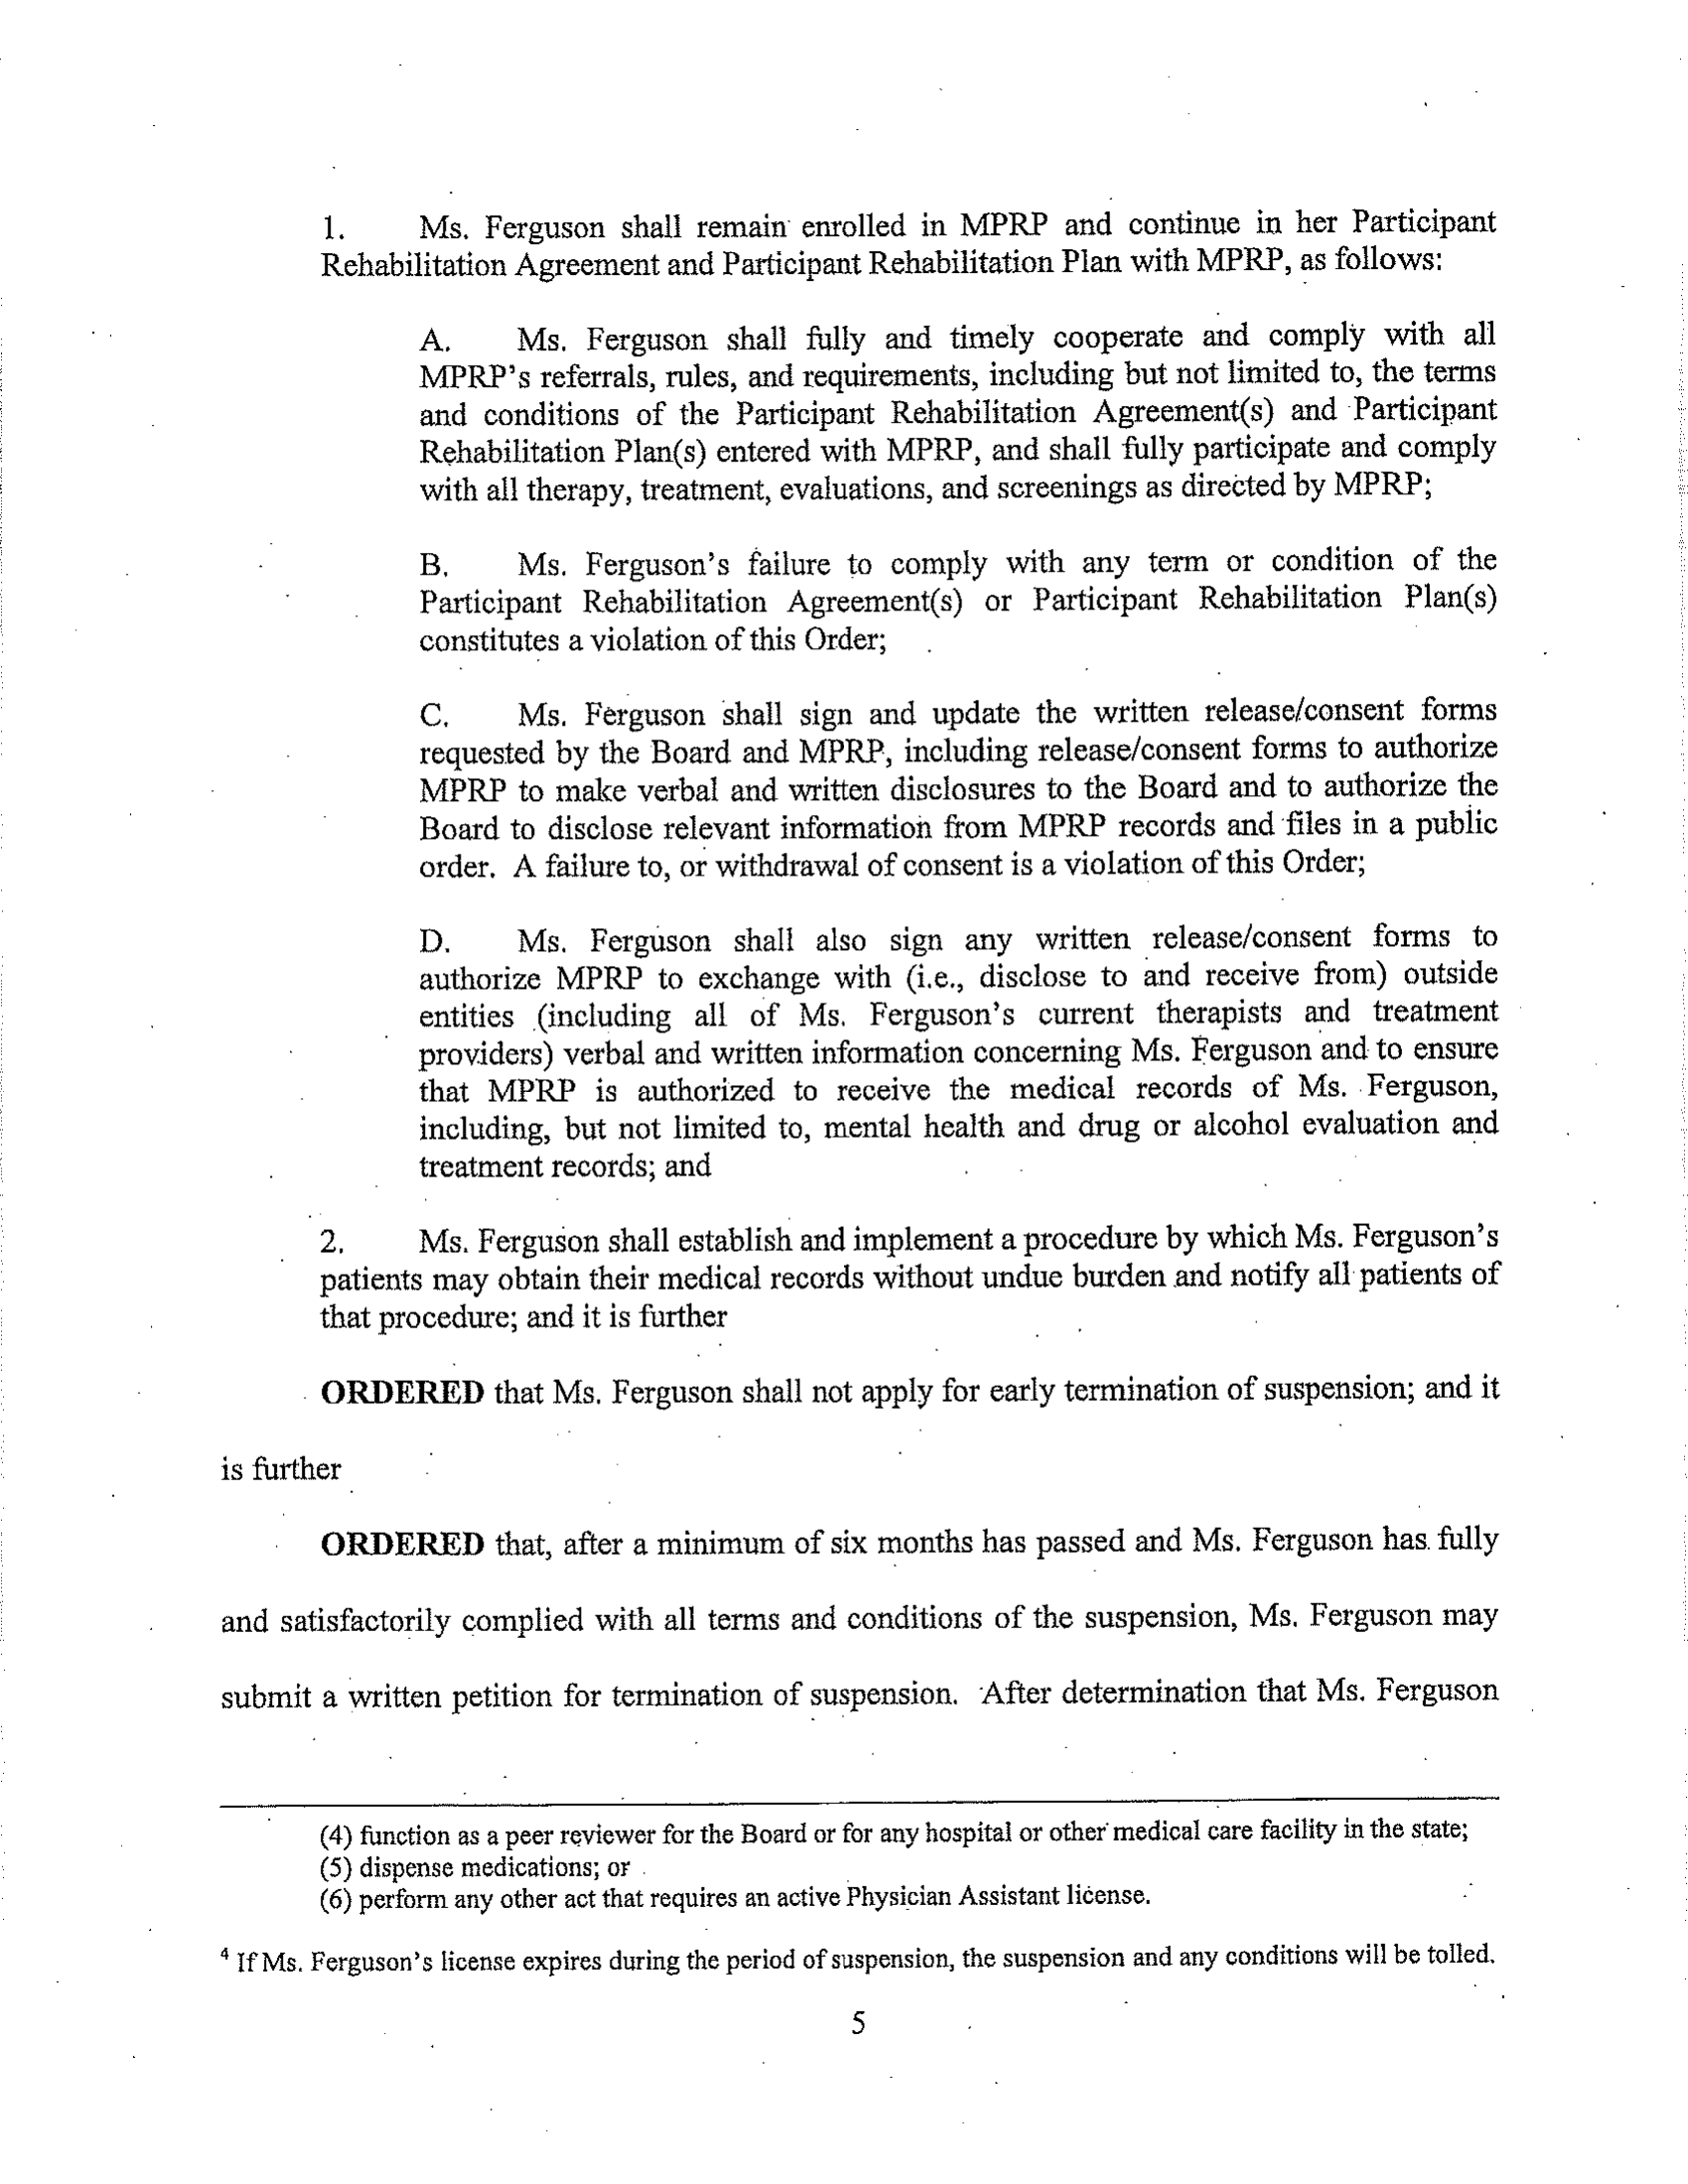 1. Ms. Ferguson shall remain enrolled in MPRP and continue in her Participant
Rehabilitation Agreement and Participant Rehabilitation Plan with MPRP, as follows:
A. Ms. Ferguson shall fully and timely cooperate and comply with all
MPRP's referrals, rules, and requirements, including but not limited to, the terms
and conditions of the Participant Rehabilitation Agreement(s) and Participant
Rehabilitation Plan(s) entered with MPRP, and shall fully participate and comply
with all therapy, treatment, evaluations, and screenings as directed by MPRP;
B. Ms. Ferguson's failure to comply with any term or condition of the
Participant Rehabilitation Agreement(s) or Participant Rehabilitation Plan(s)
constitutes a violation of this Order;
C. Ms. Ferguson shall sign and update the written release/consent forms
requested by the Board and MPRP, including release/consent forms to authorize
MPRP to make verbal and written disclosures to the Board and to authorize the
Board to disclose relevant information from MPRP records and files in a public
order. A failure to, or withdrawal of consent is a violation of this Order;
D. Ms. Ferguson shall also sign any written release/consent forms to
authorize MPRP to exchange with (i.e., disclose to and receive from) outside
entities (including all of Ms. Ferguson's current therapists and treatment
providers) verbal and written information concerning Ms. Ferguson and to ensure
that MPRP is authorized to receive the medical records of Ms. Ferguson,
including, but not limited to, mental health and drug or alcohol evaluation and
treatment records; and
2. Ms. Ferguson shall establish and implement a procedure by which Ms. Ferguson's
patients may obtain their medical records without undue burden and notify all patients of
that procedure; and it is further
ORDERED that Ms. Ferguson shall not apply for early termination of suspension; and it
is further
ORDERED that, after a minimum of six months has passed and Ms. Ferguson has fully
and satisfactorily complied with all terms and conditions of the suspension, Ms. Ferguson may
submit a written petition for termination of suspension. After determination that Ms. Ferguson
(4) function as a peer reviewer for the Board or for any hospital or other medical care facility in the state;
(5) dispense medications; or
(6) perform any other act that requires an active Physician Assistant license.
4 If Ms. Ferguson's license expires during the period of suspension, the suspension and any conditions will be tolled.
5